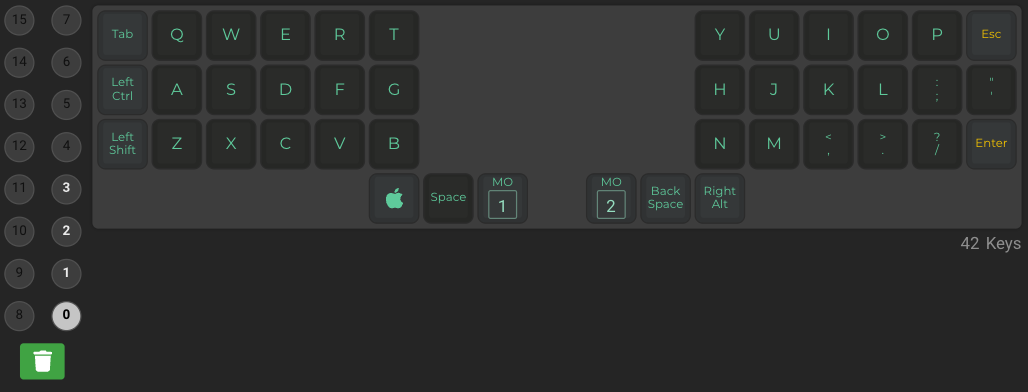 15 7 Tab Q W E R T Y U I O P Esc
14 6
13 5 Left Ctrl A S D F G H J K L : ; " '
12 4 Left Shift Z X C V B N M < , > . ? / Enter
11 3 Space MO 1 MO 2 Back Space Right Alt
10 2
42 Keys
9 1
8 0